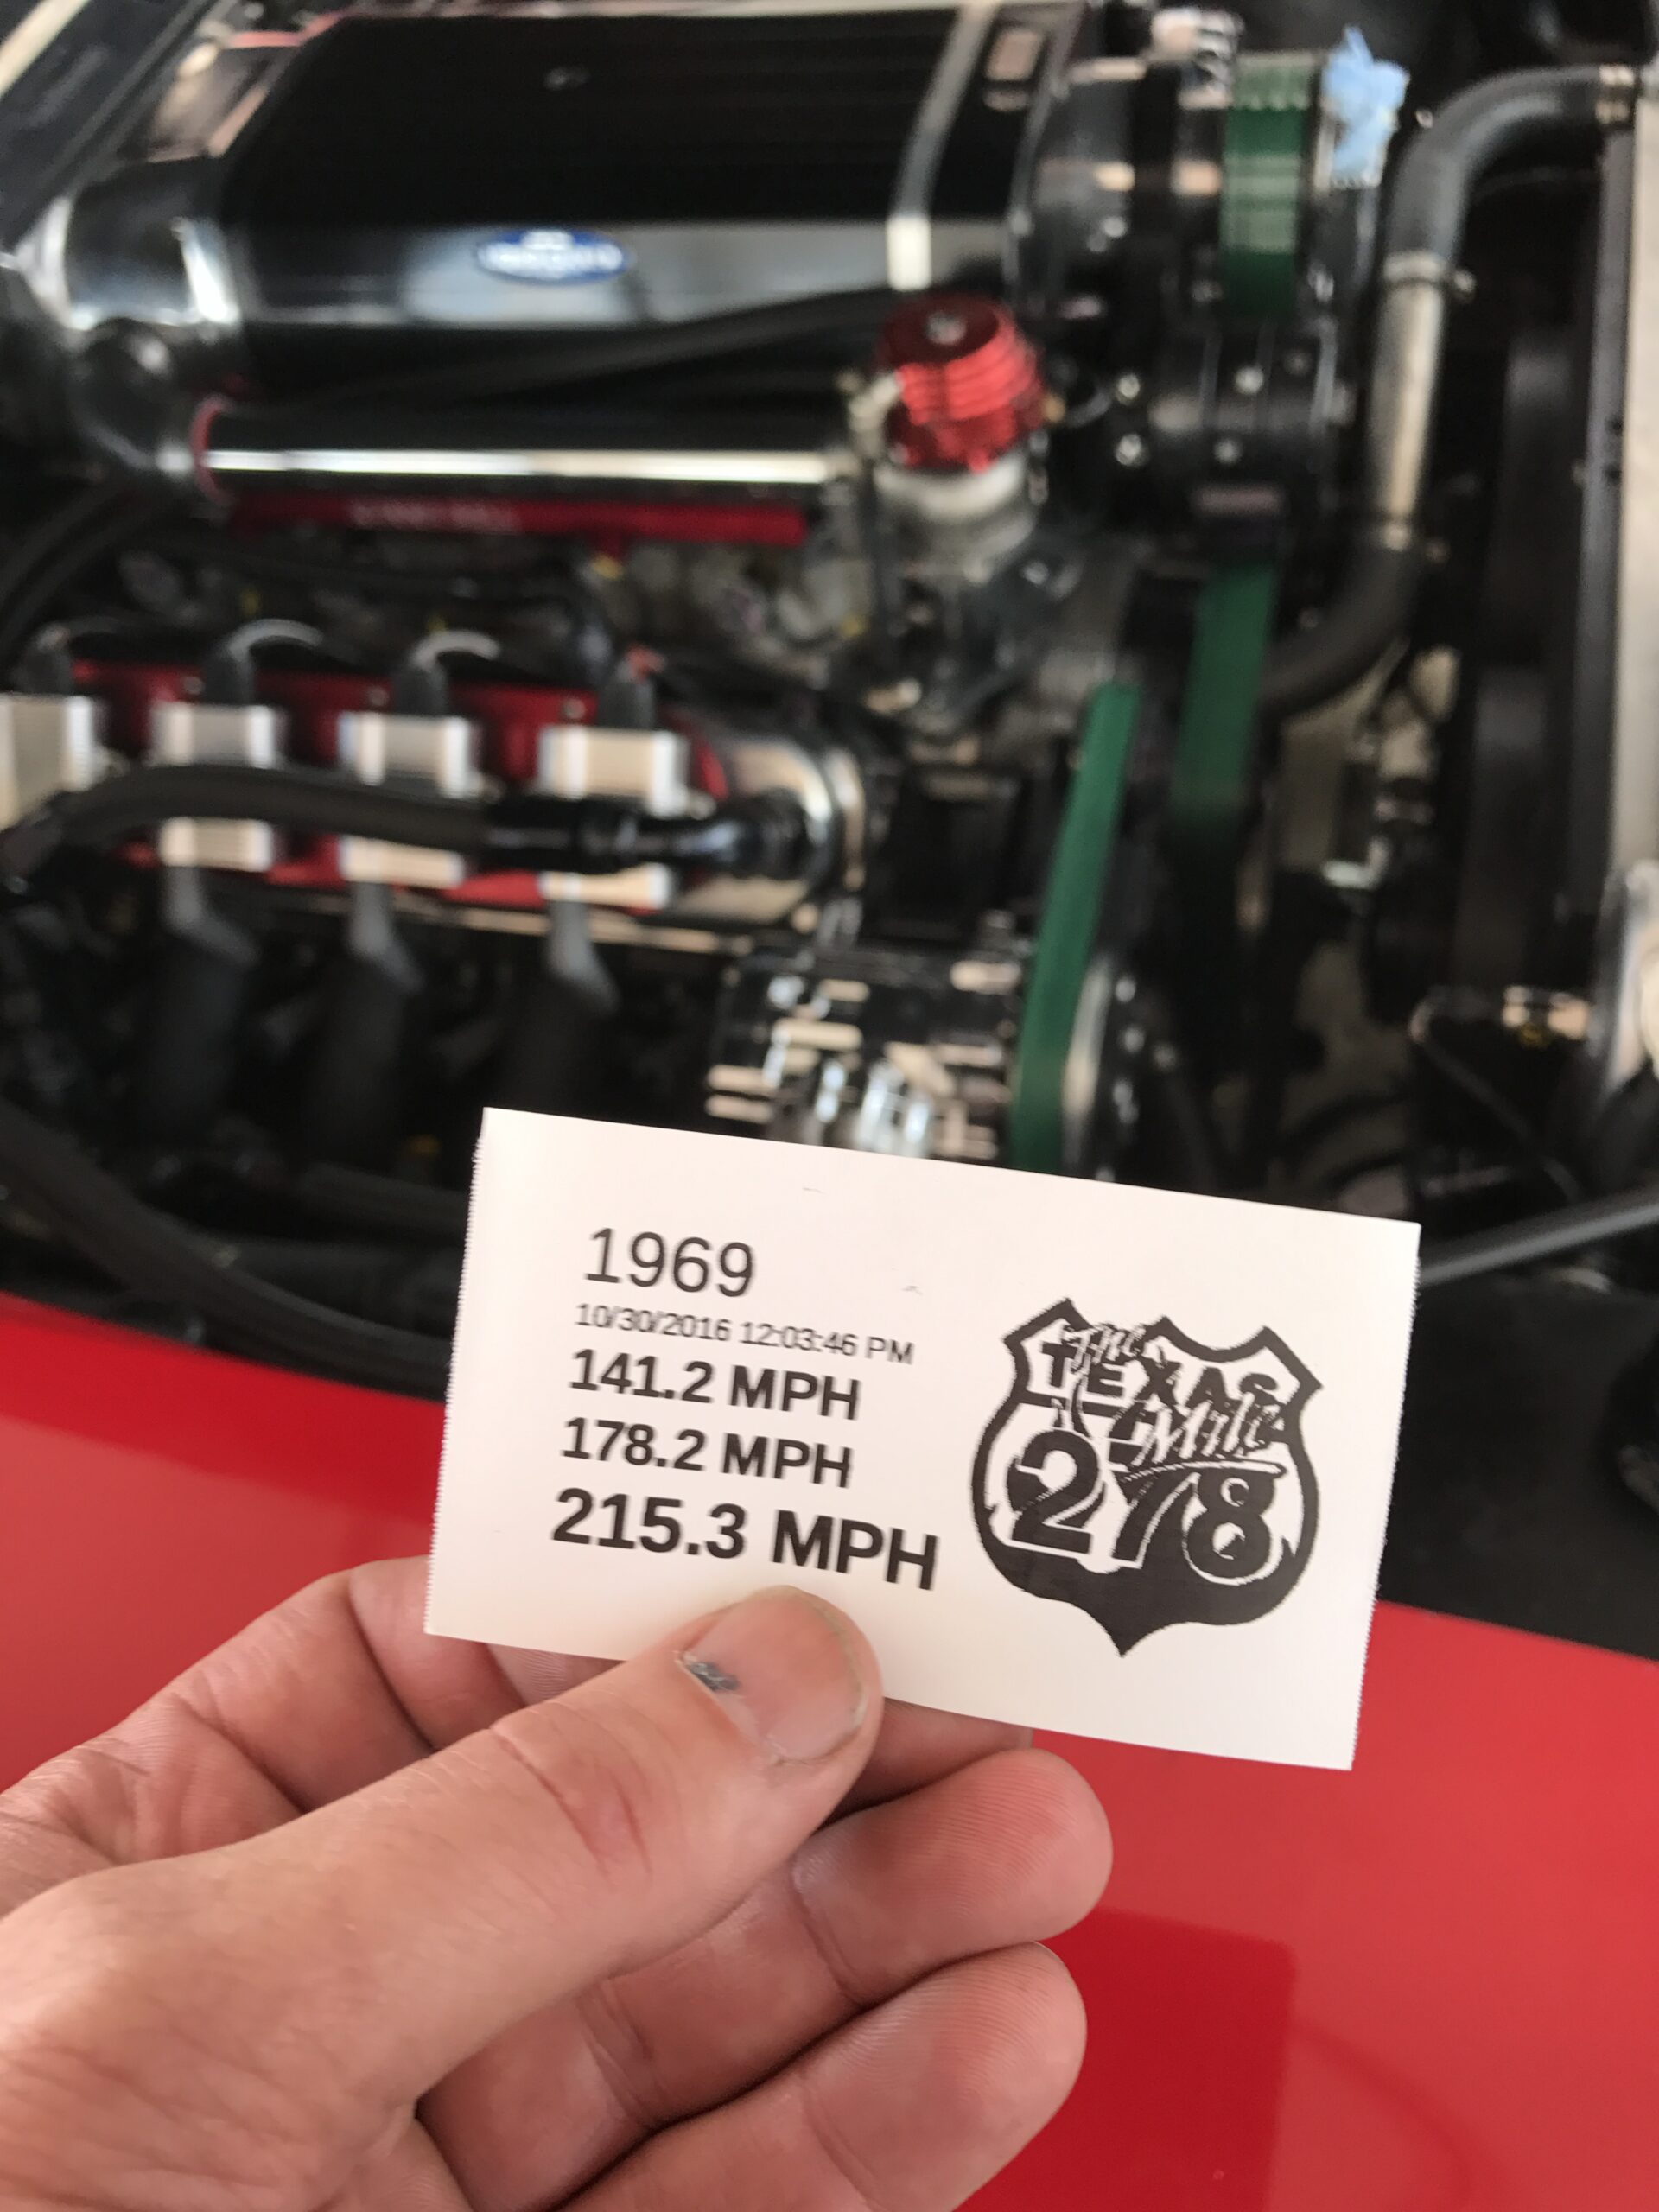 1969
10/30/2016 12:03:46 PM
141.2 MPH
178.2 MPH
215.3 MPH
The
TEXAS
Mile
278